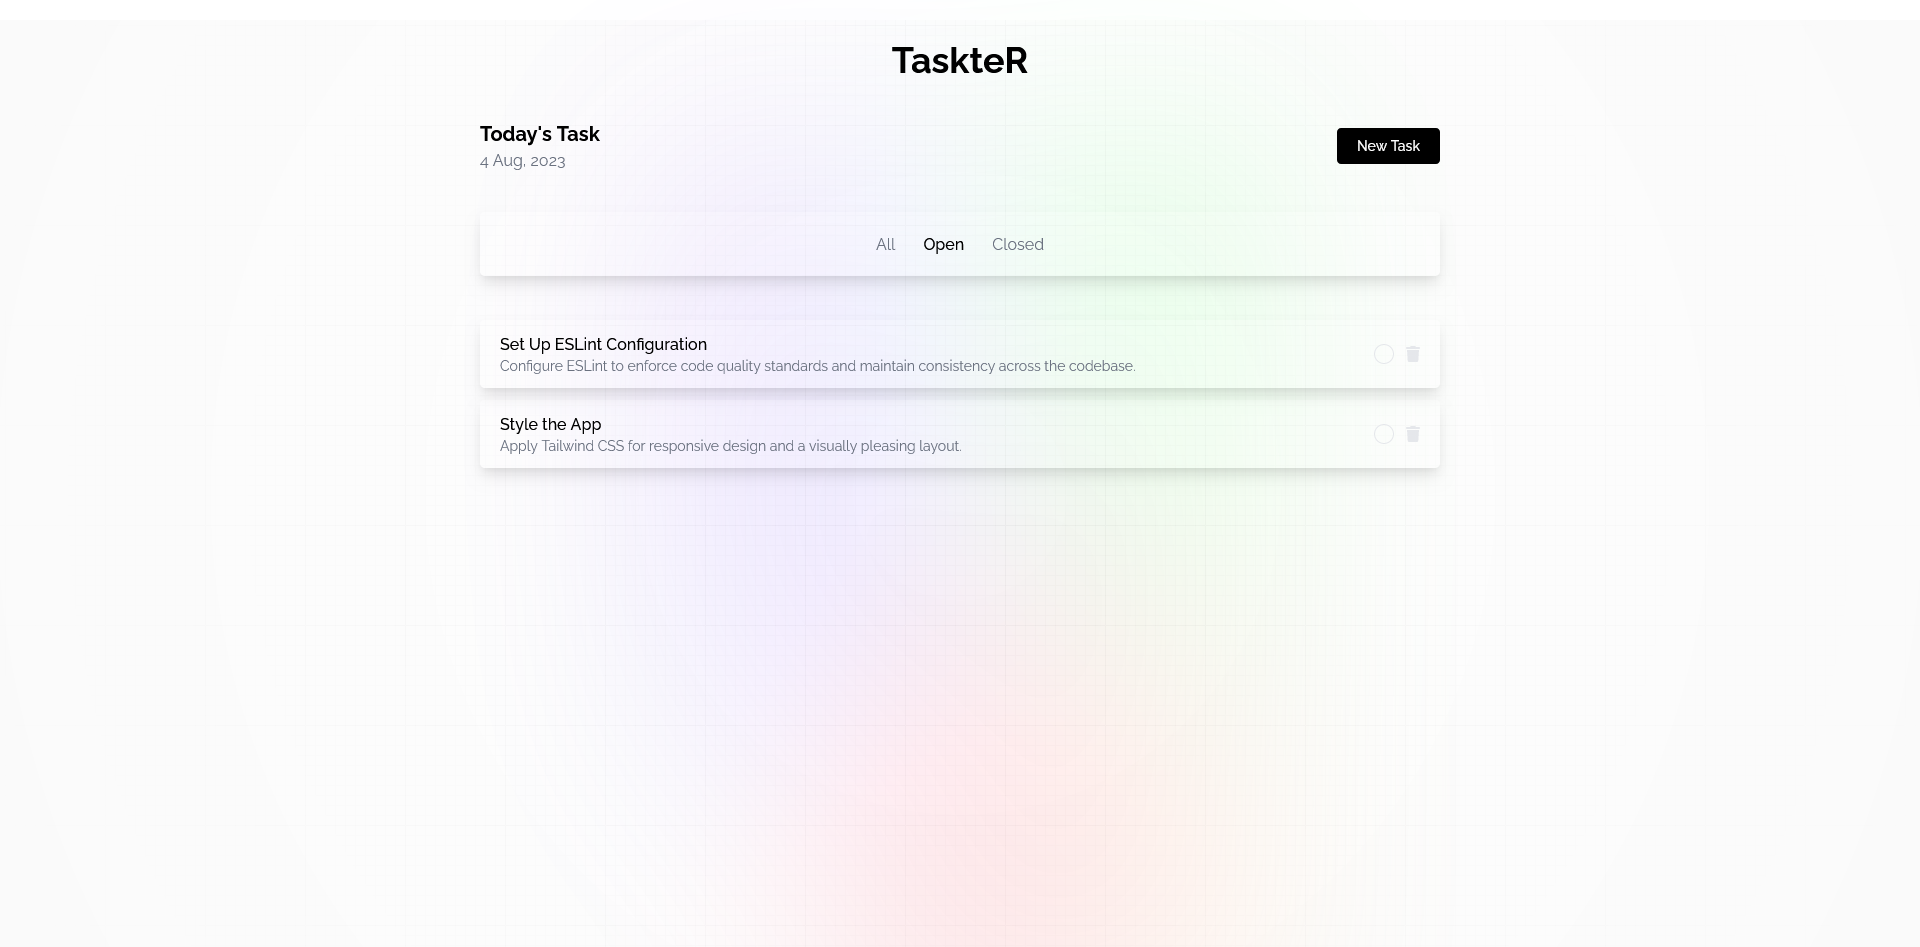 TaskteR
Today's Task
4 Aug, 2023
New Task
All Open Closed
Set Up ESLint Configuration
Configure ESLint to enforce code quality standards and maintain consistency across the codebase.
Style the App
Apply Tailwind CSS for responsive design and a visually pleasing layout.